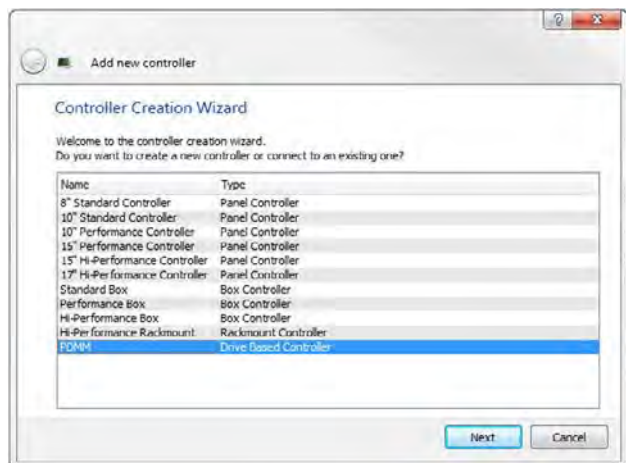 ?
Add new controller
Controller Creation Wizard
Welcome to the controller creation wizard.
Do you want to create a new controller or connect to an existing one?
Name Type
8" Standard Controller Panel Controller
10" Standard Controller Panel Controller
10" Performance Controller Panel Controller
15" Performance Controller Panel Controller
15" Hi-Performance Controller Panel Controller
17" Hi-Performance Controller Panel Controller
Standard Box Box Controller
Performance Box Box Controller
Hi-Performance Box Box Controller
Hi-Performance Rackmount Rackmount Controller
PDMM Drive Based Controller
Next Cancel